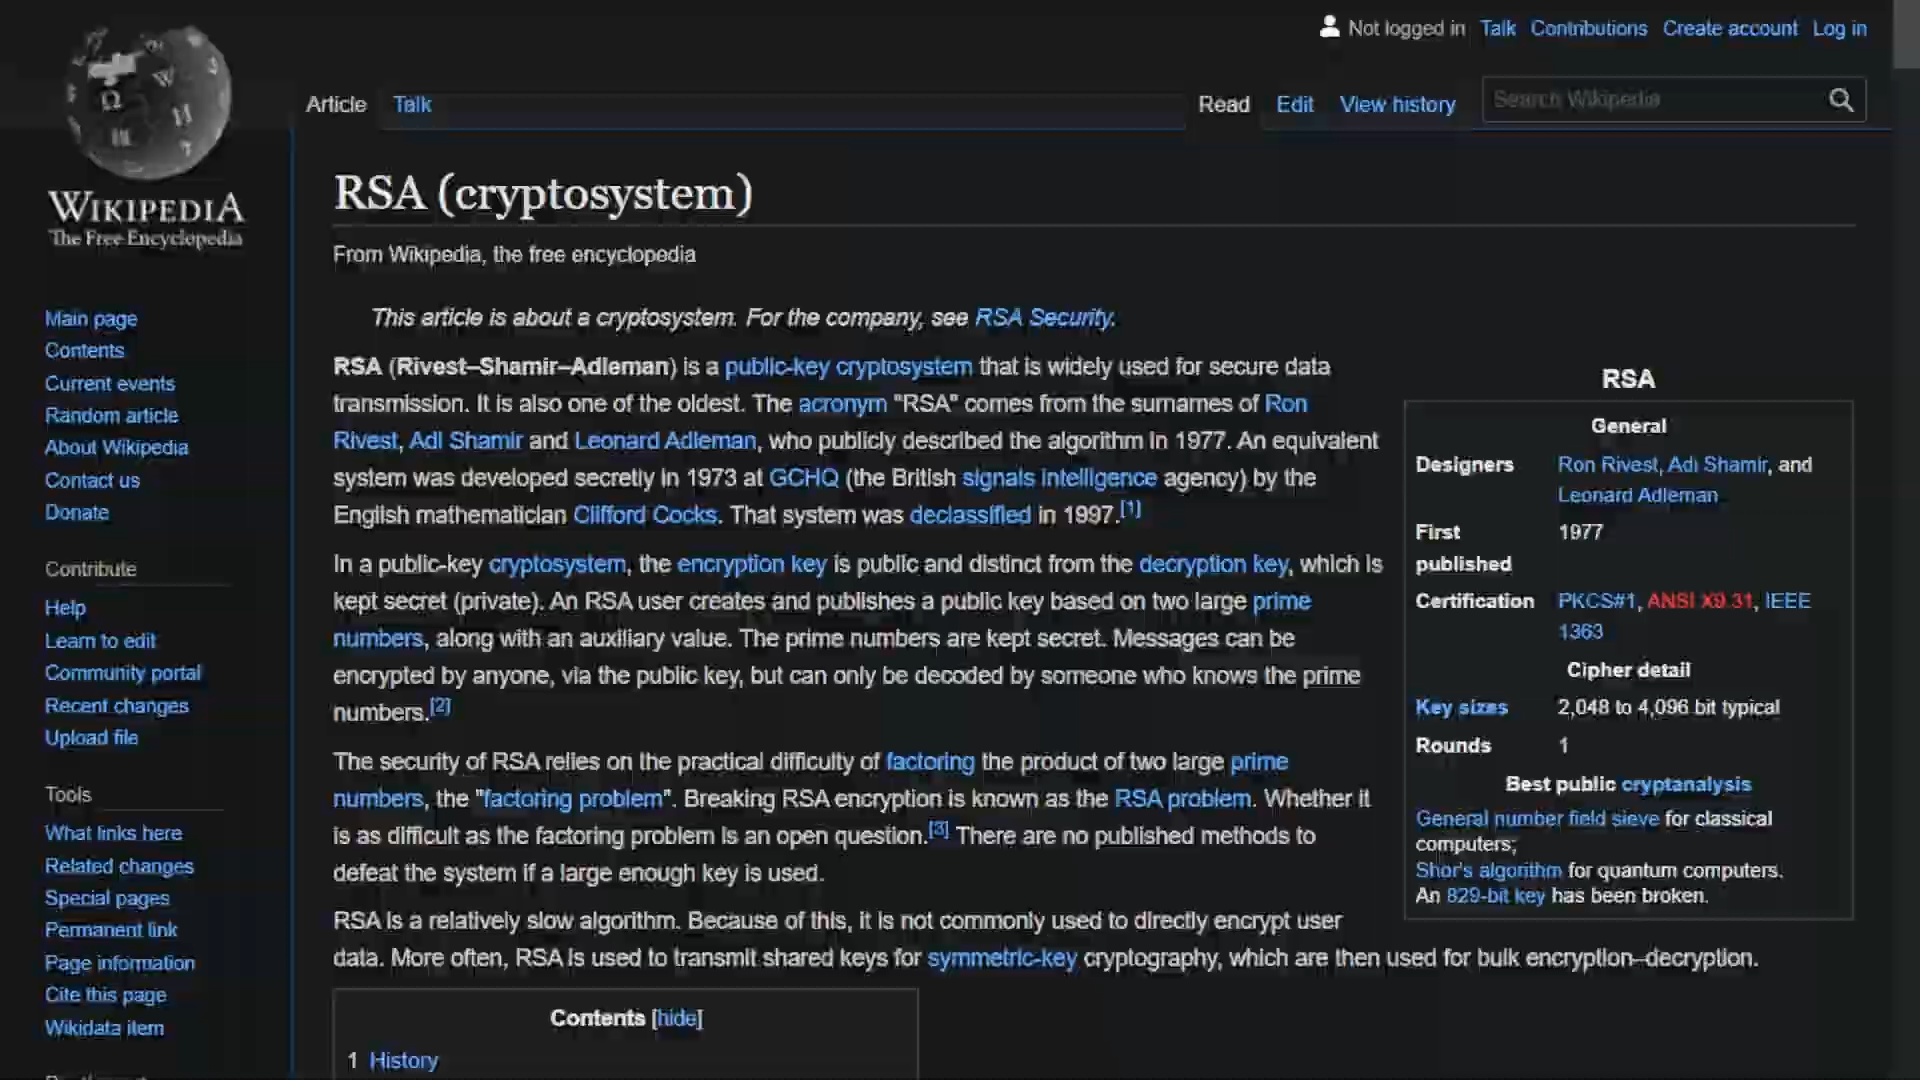 Not logged in Talk Contributions Create account Log in
Article Talk Read Edit View history Search Wikipedia
WIKIPEDIA
The Free Encyclopedia
Main page
Contents
Current events
Random article
About Wikipedia
Contact us
Donate
Contribute
Help
Learn to edit
Community portal
Recent changes
Upload file
Tools
What links here
Related changes
Special pages
Permanent link
Page information
Cite this page
Wikidata item
RSA (cryptosystem)
From Wikipedia, the free encyclopedia
This article is about a cryptosystem. For the company, see RSA Security.
RSA (Rivest–Shamir–Adleman) is a public-key cryptosystem that is widely used for secure data
transmission. It is also one of the oldest. The acronym "RSA" comes from the surnames of Ron
Rivest, Adi Shamir and Leonard Adleman, who publicly described the algorithm in 1977. An equivalent
system was developed secretly in 1973 at GCHQ (the British signals intelligence agency) by the
English mathematician Clifford Cocks. That system was declassified in 1997.[1]
In a public-key cryptosystem, the encryption key is public and distinct from the decryption key, which is
kept secret (private). An RSA user creates and publishes a public key based on two large prime
numbers, along with an auxiliary value. The prime numbers are kept secret. Messages can be
encrypted by anyone, via the public key, but can only be decoded by someone who knows the prime
numbers.[2]
The security of RSA relies on the practical difficulty of factoring the product of two large prime
numbers, the "factoring problem". Breaking RSA encryption is known as the RSA problem. Whether it
is as difficult as the factoring problem is an open question.[3] There are no published methods to
defeat the system if a large enough key is used.
RSA is a relatively slow algorithm. Because of this, it is not commonly used to directly encrypt user
data. More often, RSA is used to transmit shared keys for symmetric-key cryptography, which are then used for bulk encryption–decryption.
RSA
General
Designers Ron Rivest, Adi Shamir, and
Leonard Adleman
First 1977
published
Certification PKCS#1, ANSI X9.31, IEEE
1363
Cipher detail
Key sizes 2,048 to 4,096 bit typical
Rounds 1
Best public cryptanalysis
General number field sieve for classical
computers;
Shor's algorithm for quantum computers.
An 829-bit key has been broken.
Contents [hide]
1 History